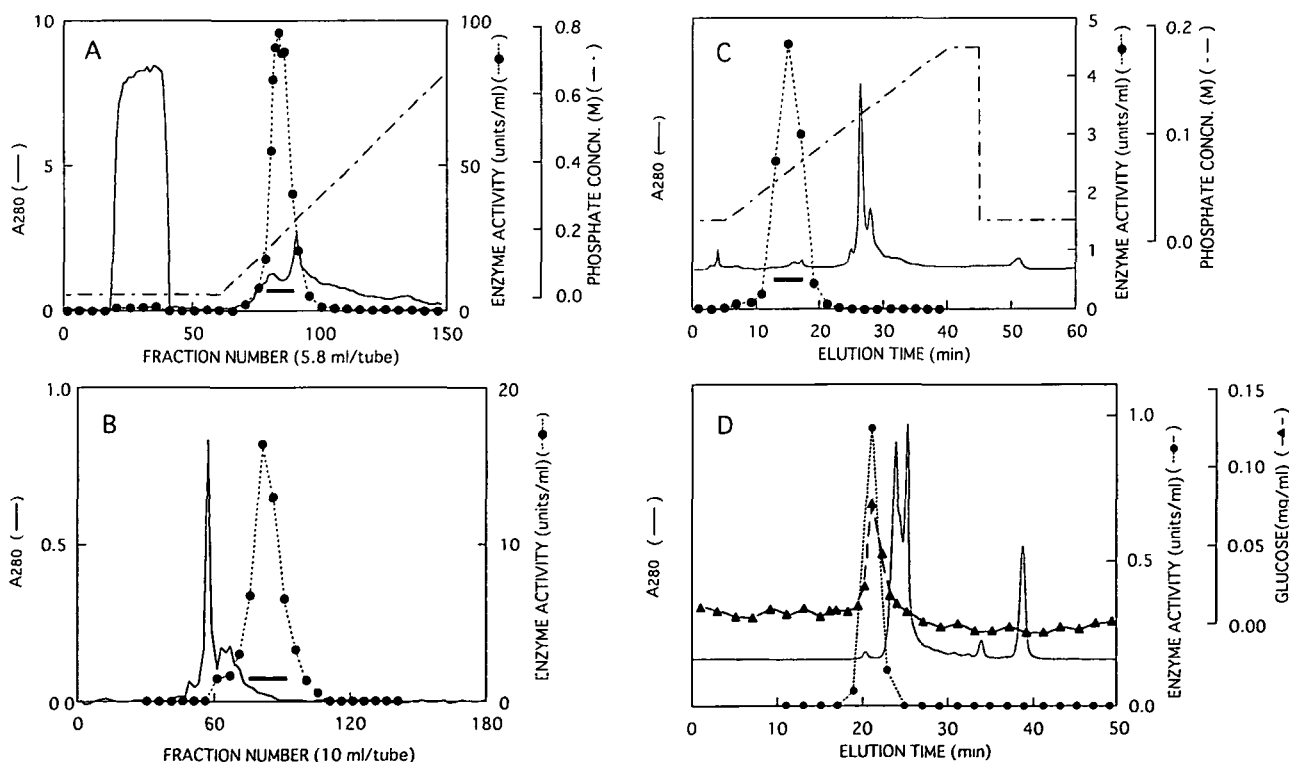 A
10
5
0
A280 (—)
0
50
100
150
FRACTION NUMBER (5.8 ml/tube)
100
50
0
ENZYME ACTIVITY (units/ml) (···●···)
0.8
0.6
0.4
0.2
0.0
PHOSPHATE CONCN. (M) (—·—)
C
A280 (—)
0
10
20
30
40
50
60
ELUTION TIME (min)
5
4
3
2
1
0
ENZYME ACTIVITY (units/ml) (···●···)
0.2
0.1
0.0
PHOSPHATE CONCN. (M) (-·-)
B
1.0
0.5
0.0
A280 (—)
0
60
120
180
FRACTION NUMBER (10 ml/tube)
20
10
0
ENZYME ACTIVITY (units/ml) (···●···)
D
A280 (—)
0
10
20
30
40
50
ELUTION TIME (min)
1.0
0.5
0.0
ENZYME ACTIVITY (units/ml) (···●···)
0.15
0.10
0.05
0.00
GLUCOSE(mg/ml) (–▲–)